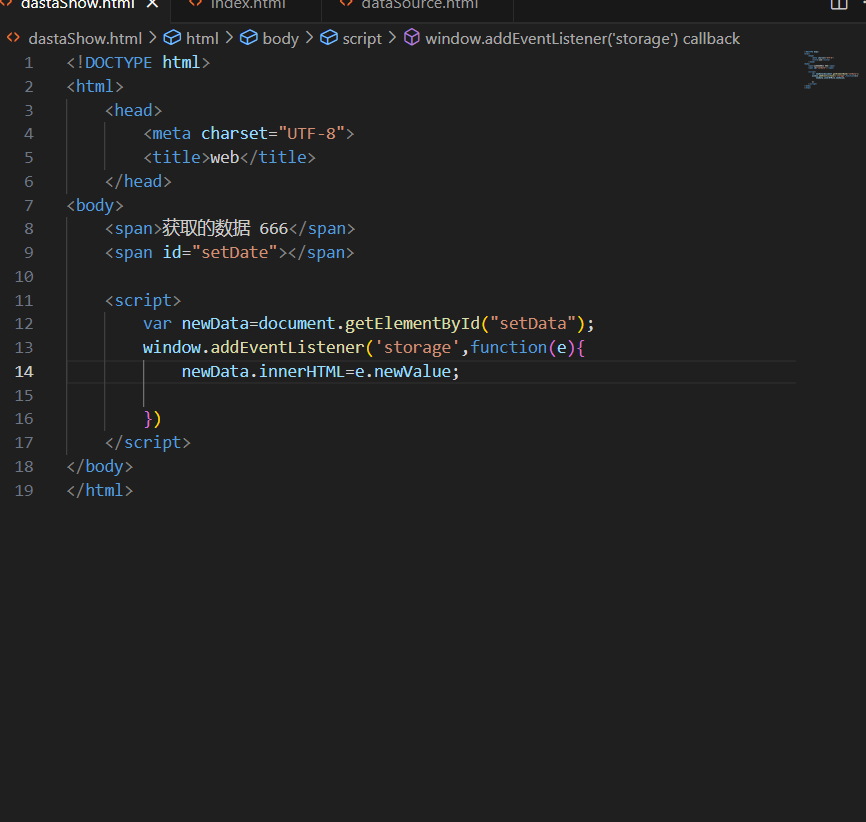 dastaShow.html index.html dataSource.html
dastaShow.html > html > body > script > window.addEventListener('storage') callback
1 <!DOCTYPE html>
2 <html>
3 <head>
4 <meta charset="UTF-8">
5 <title>web</title>
6 </head>
7 <body>
8 <span>获取的数据 666</span>
9 <span id="setDate"></span>
10
11 <script>
12 var newData=document.getElementById("setData");
13 window.addEventListener('storage',function(e){
14 newData.innerHTML=e.newValue;
15
16 })
17 </script>
18 </body>
19 </html>